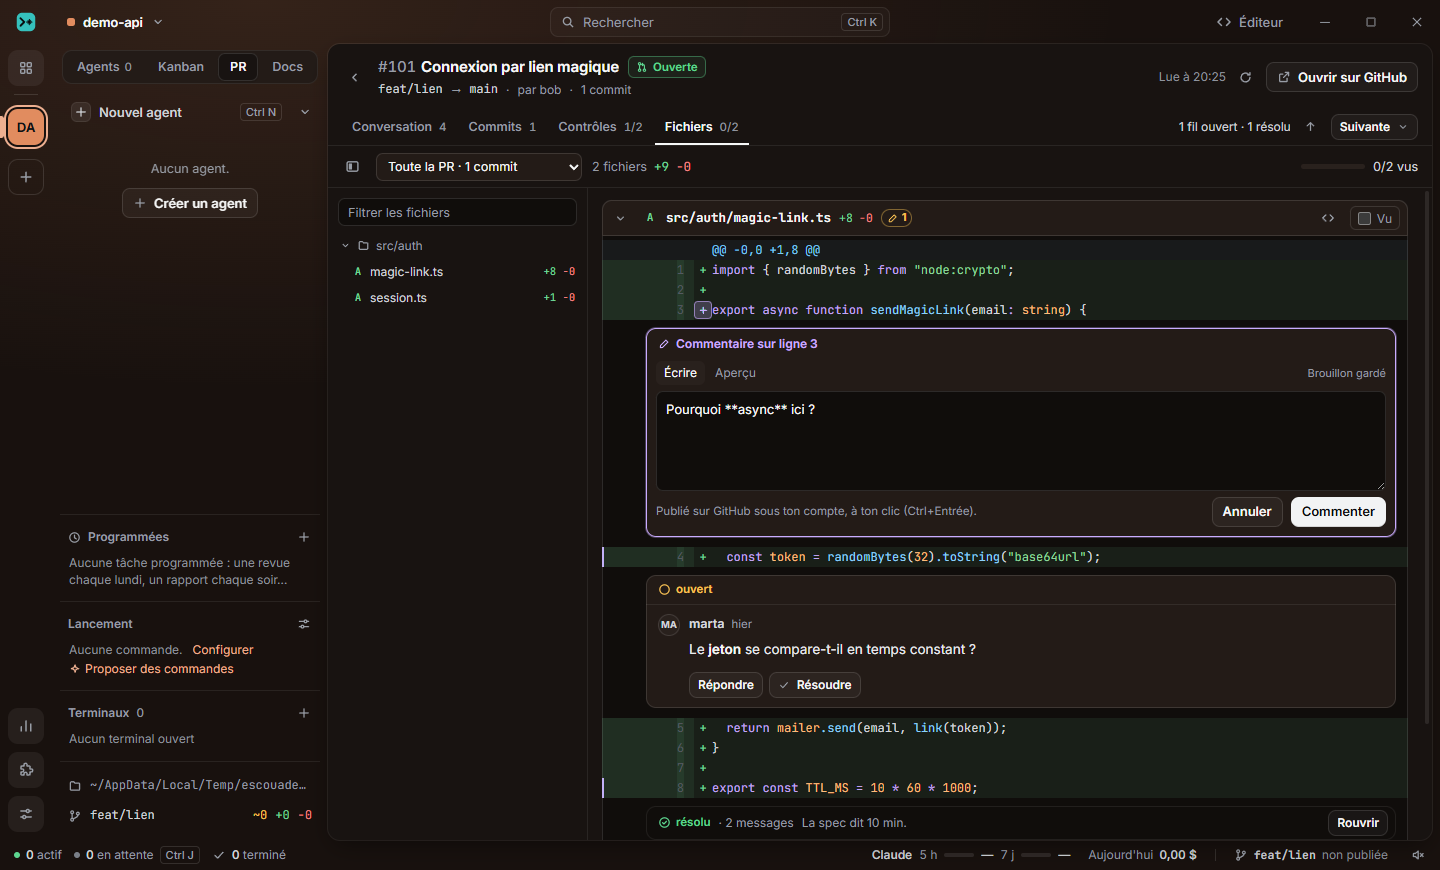 demo-api
Rechercher
Ctrl K
Éditeur
Agents 0
Kanban
PR
Docs
DA
Nouvel agent
Ctrl N
Aucun agent.
Créer un agent
Programmées
Aucune tâche programmée : une revue
chaque lundi, un rapport chaque soir…
Lancement
Aucune commande. Configurer
Proposer des commandes
Terminaux 0
Aucun terminal ouvert
~/AppData/Local/Temp/escouade…
feat/lien
~0 +0 -0
#101 Connexion par lien magique
Ouverte
feat/lien → main · par bob · 1 commit
Lue à 20:25
Ouvrir sur GitHub
Conversation 4
Commits 1
Contrôles 1/2
Fichiers 0/2
1 fil ouvert · 1 résolu
Suivante
Toute la PR · 1 commit
2 fichiers +9 -0
0/2 vus
Filtrer les fichiers
src/auth
A magic-link.ts +8 -0
A session.ts +1 -0
A src/auth/magic-link.ts +8 -0 1
Vu
@@ -0,0 +1,8 @@
1 + import { randomBytes } from "node:crypto";
2 +
3 + export async function sendMagicLink(email: string) {
Commentaire sur ligne 3
Écrire
Aperçu
Brouillon gardé
Pourquoi **async** ici ?
Publié sur GitHub sous ton compte, à ton clic (Ctrl+Entrée).
Annuler
Commenter
4 + const token = randomBytes(32).toString("base64url");
ouvert
MA marta hier
Le jeton se compare-t-il en temps constant ?
Répondre
Résoudre
5 + return mailer.send(email, link(token));
6 + }
7 +
8 + export const TTL_MS = 10 * 60 * 1000;
résolu · 2 messages La spec dit 10 min.
Rouvrir
0 actif
0 en attente
Ctrl J
0 terminé
Claude 5 h — 7 j —
Aujourd'hui 0,00 $
feat/lien non publiée